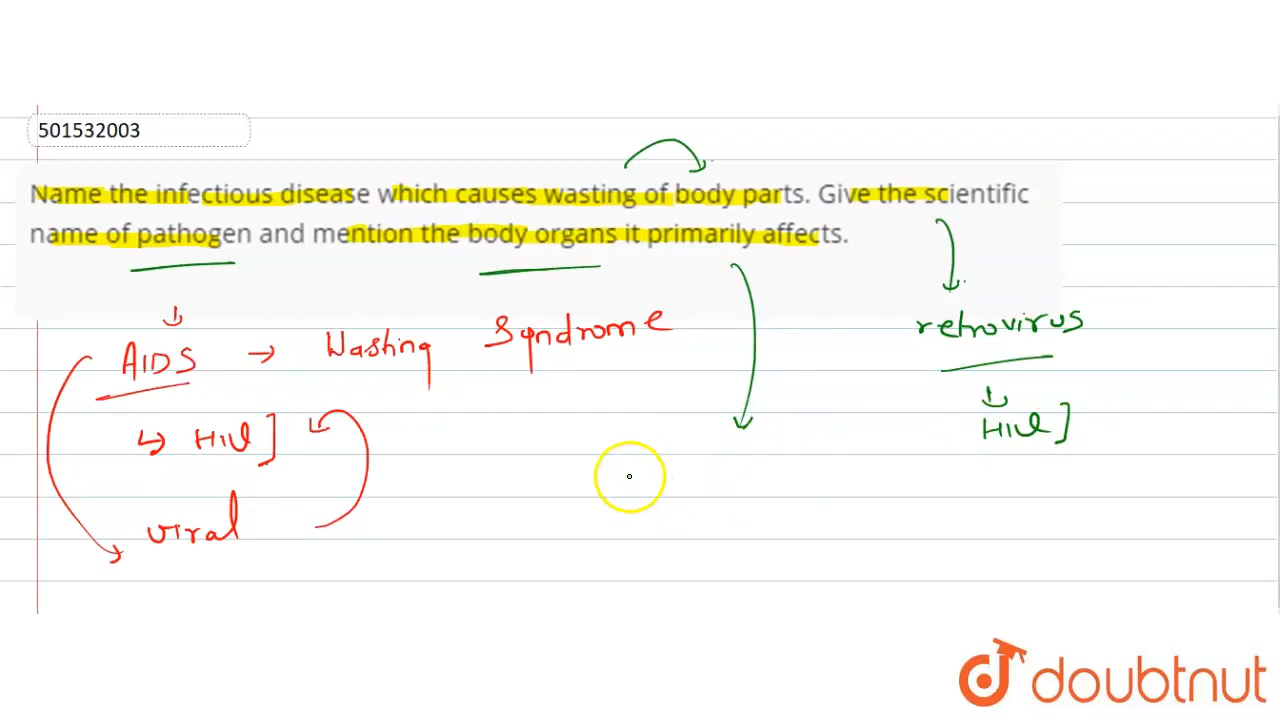 501532003
Name the infectious disease which causes wasting of body parts. Give the scientific
name of pathogen and mention the body organs it primarily affects.
AIDS → Wasting Syndrome
retrovirus
↳ HIV]
HIV]
viral
doubtnut